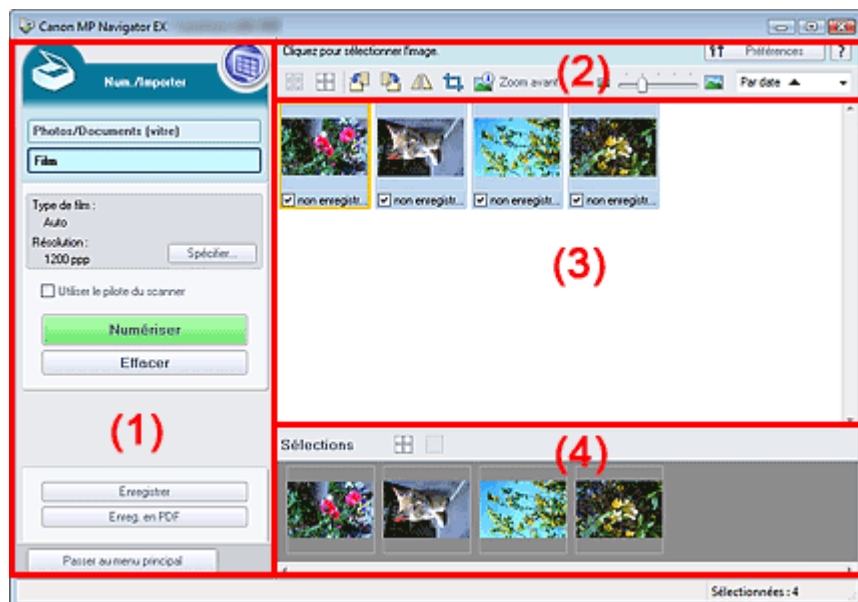 Canon MP Navigator EX
Num./Importer
Photos/Documents (vitre)
Film
Type de film :
Auto
Résolution :
1200 ppp
Spécifier...
Utiliser le pilote du scanner
Numériser
Effacer
(1)
Enregistrer
Enreg. en PDF
Passer au menu principal
Cliquez pour sélectionner l'image.
Préférences
?
Zoom avant
(2)
Par date
non enregistr...
non enregistr...
non enregistr...
non enregistr...
(3)
Sélections
(4)
Sélectionnées : 4